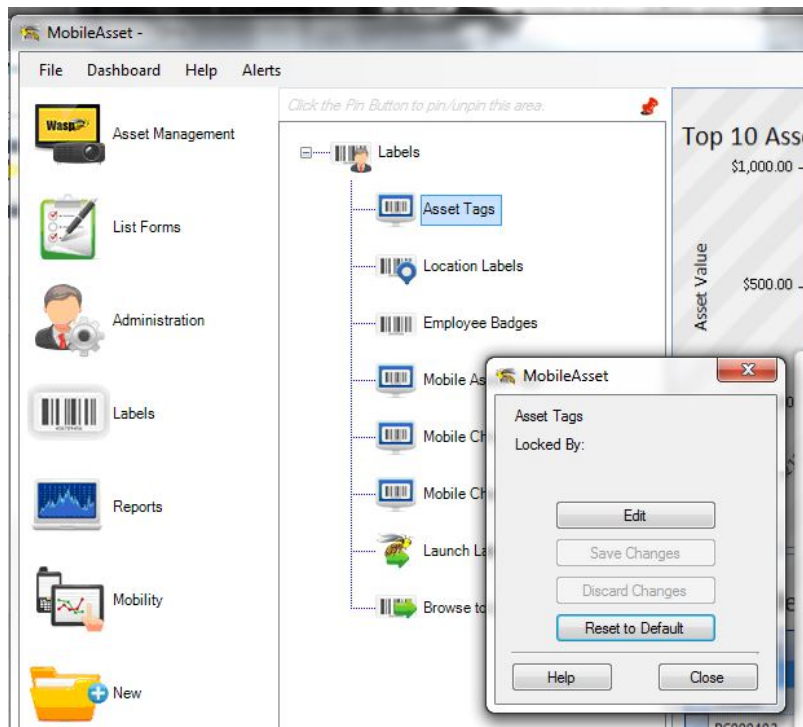 MobileAsset -
File Dashboard Help Alerts
Click the Pin Button to pin/unpin this area.
Wasp
Asset Management
List Forms
Administration
Labels
Reports
Mobility
New
Labels
Asset Tags
Location Labels
Employee Badges
Mobile As
Mobile Ch
Mobile Ch
Launch La
Browse to
Top 10 Ass
$1,000.00
Asset Value
$500.00
MobileAsset
Asset Tags
Locked By:
Edit
Save Changes
Discard Changes
Reset to Default
Help
Close